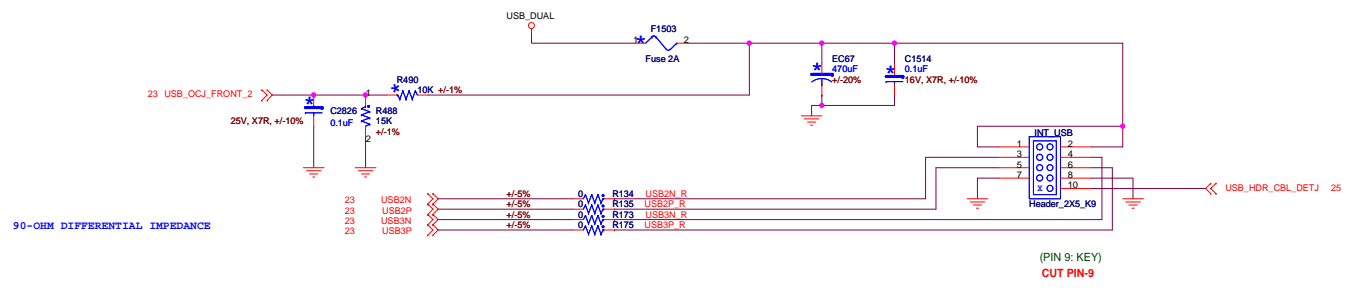 USB_DUAL
F1503
1 2
Fuse 2A
EC67
470uF
+/-20%
C1514
0.1uF
16V, X7R, +/-10%
23 USB_OCJ_FRONT_2
R490
10K +/-1%
C2826
0.1uF
25V, X7R, +/-10%
1
R488
15K
+/-1%
2
INT_USB
1 2
3 4
5 6
7 8
x 10
Header_2X5_K9
USB_HDR_CBL_DETJ 25
23 USB2N +/-5% 0 R134 USB2N_R
23 USB2P +/-5% 0 R135 USB2P_R
23 USB3N +/-5% 0 R173 USB3N_R
23 USB3P +/-5% 0 R175 USB3P_R
90-OHM DIFFERENTIAL IMPEDANCE
(PIN 9: KEY)
CUT PIN-9